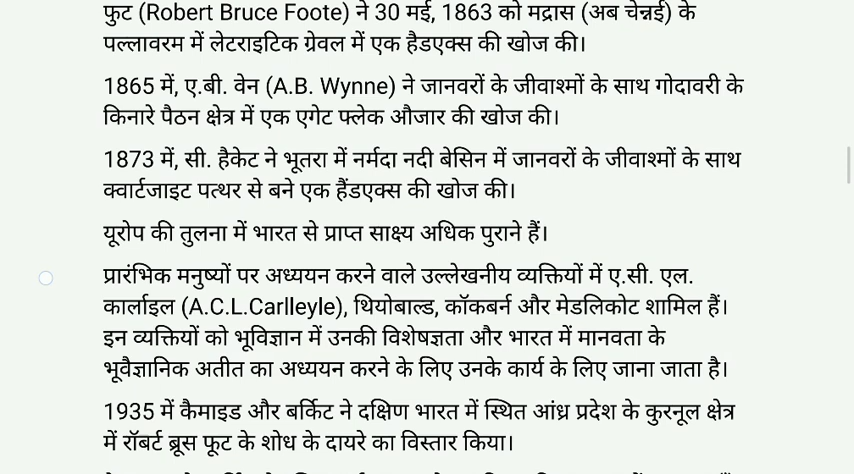 फुट (Robert Bruce Foote) ने 30 मई, 1863 को मद्रास (अब चेन्नई) के
पल्लावरम में लेटराइटिक ग्रेवल में एक हैडएक्स की खोज की।
1865 में, ए.बी. वेन (A.B. Wynne) ने जानवरों के जीवाश्मों के साथ गोदावरी के
किनारे पैठन क्षेत्र में एक एगेट फ्लेक औजार की खोज की।
1873 में, सी. हैकेट ने भूतरा में नर्मदा नदी बेसिन में जानवरों के जीवाश्मों के साथ
क्वार्टजाइट पत्थर से बने एक हैंडएक्स की खोज की।
यूरोप की तुलना में भारत से प्राप्त साक्ष्य अधिक पुराने हैं।
प्रारंभिक मनुष्यों पर अध्ययन करने वाले उल्लेखनीय व्यक्तियों में ए.सी. एल.
कार्लाइल (A.C.L.Carlleyle), थियोबाल्ड, कॉकबर्न और मेडलिकोट शामिल हैं।
इन व्यक्तियों को भूविज्ञान में उनकी विशेषज्ञता और भारत में मानवता के
भूवैज्ञानिक अतीत का अध्ययन करने के लिए उनके कार्य के लिए जाना जाता है।
1935 में कैमाइड और बर्किट ने दक्षिण भारत में स्थित आंध्र प्रदेश के कुरनूल क्षेत्र
में रॉबर्ट ब्रूस फूट के शोध के दायरे का विस्तार किया।